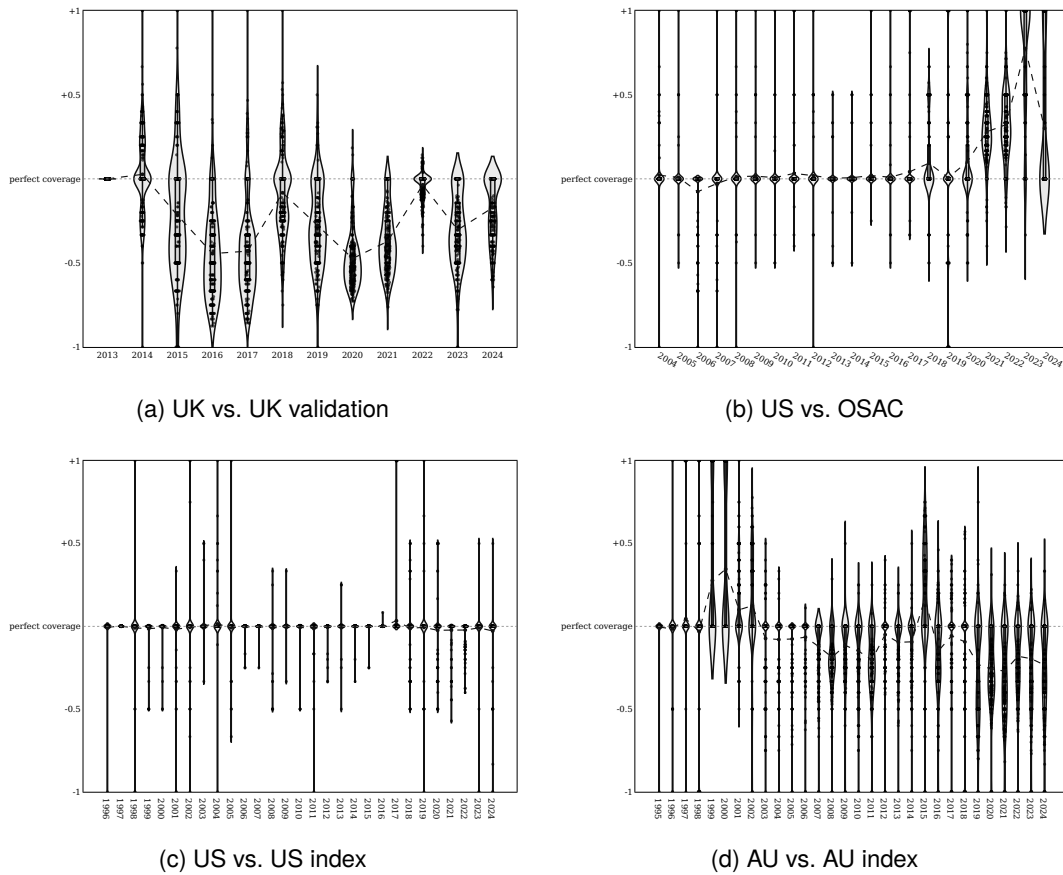 +1
+0.5
perfect coverage
-0.5
-1
2013 2014 2015 2016 2017 2018 2019 2020 2021 2022 2023 2024
(a) UK vs. UK validation
+1
+0.5
perfect coverage
-0.5
-1
2004 2005 2006 2007 2008 2009 2010 2011 2012 2013 2014 2015 2016 2017 2018 2019 2020 2021 2022 2023 2024
(b) US vs. OSAC
+1
+0.5
perfect coverage
-0.5
-1
1996 1997 1998 1999 2000 2001 2002 2003 2004 2005 2006 2007 2008 2009 2010 2011 2012 2013 2014 2015 2016 2017 2018 2019 2020 2021 2022 2023 2024
(c) US vs. US index
+1
+0.5
perfect coverage
-0.5
-1
1995 1996 1997 1998 1999 2000 2001 2002 2003 2004 2005 2006 2007 2008 2009 2010 2011 2012 2013 2014 2015 2016 2017 2018 2019 2020 2021 2022 2023 2024
(d) AU vs. AU index